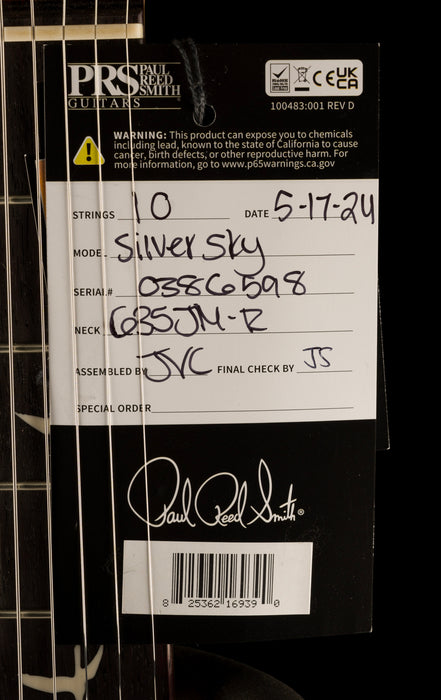 PRS PAUL REED SMITH
GUITARS
CE UK CA
100483:001 REV D
WARNING: This product can expose you to chemicals
including lead, known to the state of California to cause
cancer, birth defects, or other reproductive harm. For
more information, go to www.p65warnings.ca.gov
STRINGS 10 DATE 5-17-24
MODEL Silver Sky
SERIAL# 0386598
NECK 635JM-R
ASSEMBLED BY JVC FINAL CHECK BY JS
SPECIAL ORDER
Paul Reed Smith®
8 25362 16939 0